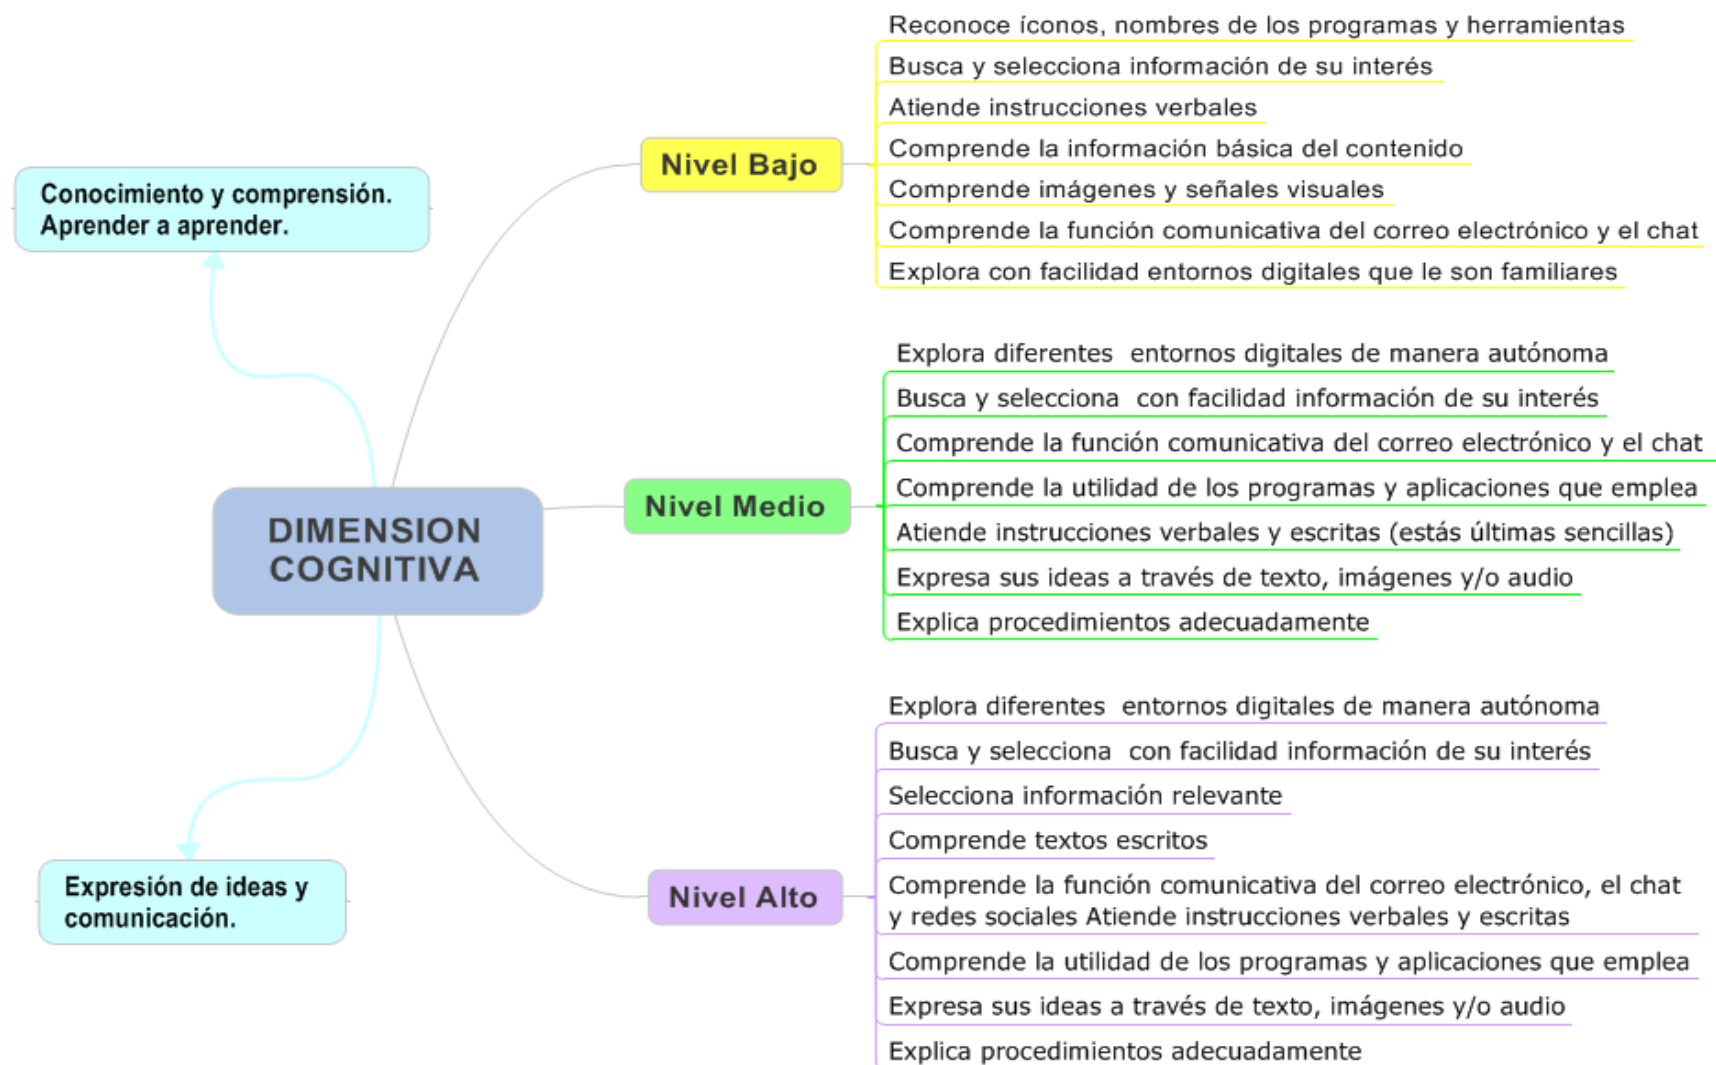 Conocimiento y comprensión.
Aprender a aprender.
DIMENSION
COGNITIVA
Expresión de ideas y
comunicación.
Nivel Bajo
Reconoce íconos, nombres de los programas y herramientas
Busca y selecciona información de su interés
Atiende instrucciones verbales
Comprende la información básica del contenido
Comprende imágenes y señales visuales
Comprende la función comunicativa del correo electrónico y el chat
Explora con facilidad entornos digitales que le son familiares
Nivel Medio
Explora diferentes  entornos digitales de manera autónoma
Busca y selecciona  con facilidad información de su interés
Comprende la función comunicativa del correo electrónico y el chat
Comprende la utilidad de los programas y aplicaciones que emplea
Atiende instrucciones verbales y escritas (estás últimas sencillas)
Expresa sus ideas a través de texto, imágenes y/o audio
Explica procedimientos adecuadamente
Nivel Alto
Explora diferentes  entornos digitales de manera autónoma
Busca y selecciona  con facilidad información de su interés
Selecciona información relevante
Comprende textos escritos
Comprende la función comunicativa del correo electrónico, el chat
y redes sociales Atiende instrucciones verbales y escritas
Comprende la utilidad de los programas y aplicaciones que emplea
Expresa sus ideas a través de texto, imágenes y/o audio
Explica procedimientos adecuadamente